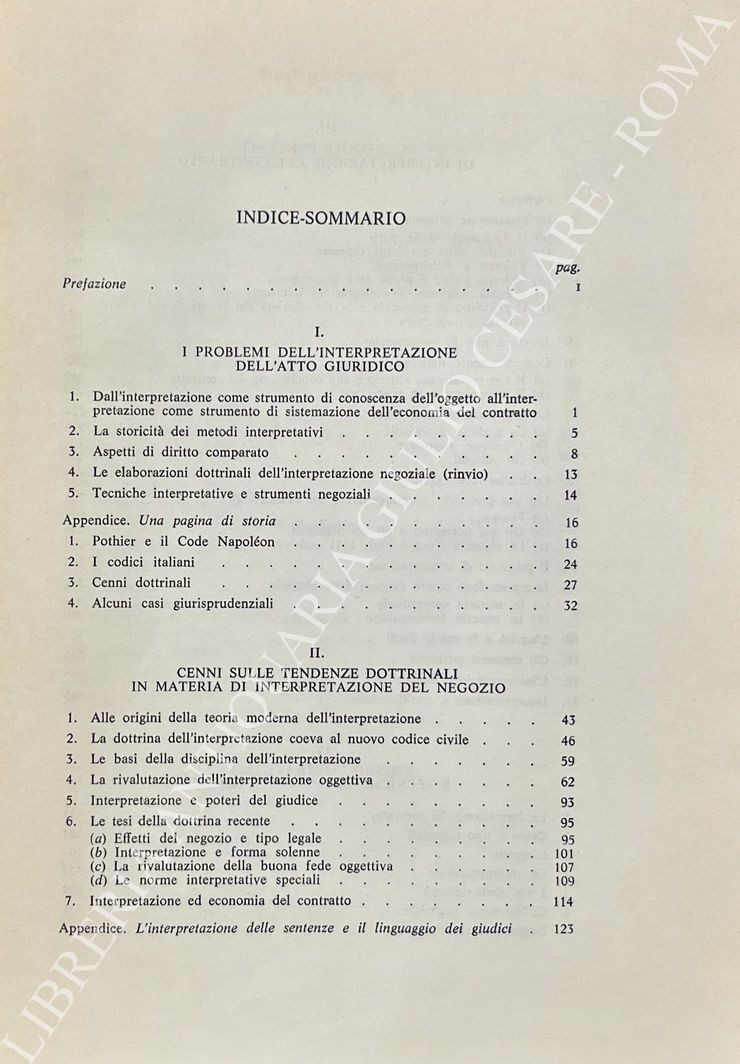 INDICE-SOMMARIO
pag.
Prefazione . . . . . . . . . . . . . . . . I
I.
I PROBLEMI DELL'INTERPRETAZIONE
DELL'ATTO GIURIDICO
1. Dall'interpretazione come strumento di conoscenza dell'oggetto all'inter-
pretazione come strumento di sistemazione dell'economia del contratto 1
2. La storicità dei metodi interpretativi . . . . . . . . . 5
3. Aspetti di diritto comparato . . . . . . . . . . . 8
4. Le elaborazioni dottrinali dell'interpretazione negoziale (rinvio) . . 13
5. Tecniche interpretative e strumenti negoziali . . . . . . . 14
Appendice. Una pagina di storia . . . . . . . . . . 16
1. Pothier e il Code Napoléon . . . . . . . . . . 16
2. I codici italiani . . . . . . . . . . . . . 24
3. Cenni dottrinali . . . . . . . . . . . . . 27
4. Alcuni casi giurisprudenziali . . . . . . . . . . 32
II.
CENNI SULLE TENDENZE DOTTRINALI
IN MATERIA DI INTERPRETAZIONE DEL NEGOZIO
1. Alle origini della teoria moderna dell'interpretazione . . . . . 43
2. La dottrina dell'interpretazione coeva al nuovo codice civile . . . 46
3. Le basi della disciplina dell'interpretazione . . . . . . . 59
4. La rivalutazione dell'interpretazione oggettiva . . . . . . . 62
5. Interpretazione e poteri del giudice . . . . . . . . . 93
6. Le tesi della dottrina recente . . . . . . . . . . 95
(a) Effetti del negozio e tipo legale . . . . . . . . 95
(b) Interpretazione e forma solenne . . . . . . . . 101
(c) La rivalutazione della buona fede oggettiva . . . . . . 107
(d) Le norme interpretative speciali . . . . . . . . 109
7. Interpretazione ed economia del contratto . . . . . . . . 114
Appendice. L'interpretazione delle sentenze e il linguaggio dei giudici . 123
LIBRERIA ANTIQUARIA GIULIO CESARE - ROMA